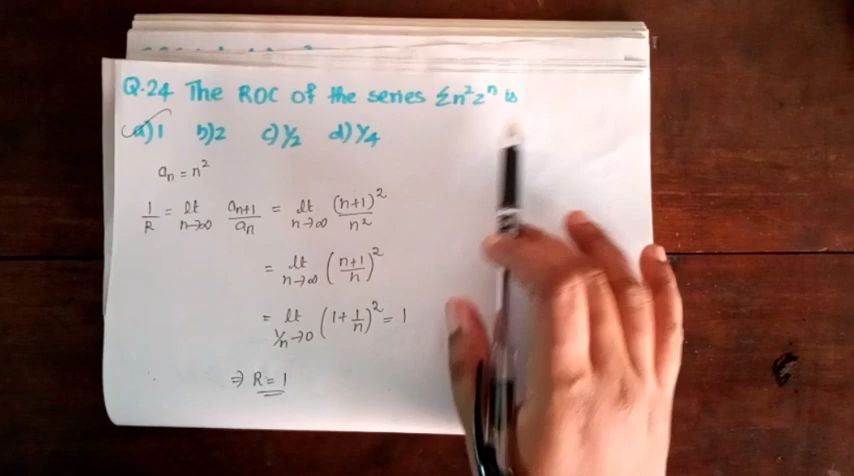 Q.24 The ROC of the series Σn²zⁿ is
a) 1 b) 2 c) ½ d) ¼
aₙ = n²
1/R = lt n→∞ aₙ₊₁/aₙ = lt n→∞ (n+1)²/n²
= lt n→∞ ((n+1)/n)²
= lt 1/n→0 (1 + 1/n)² = 1
⇒ R = 1